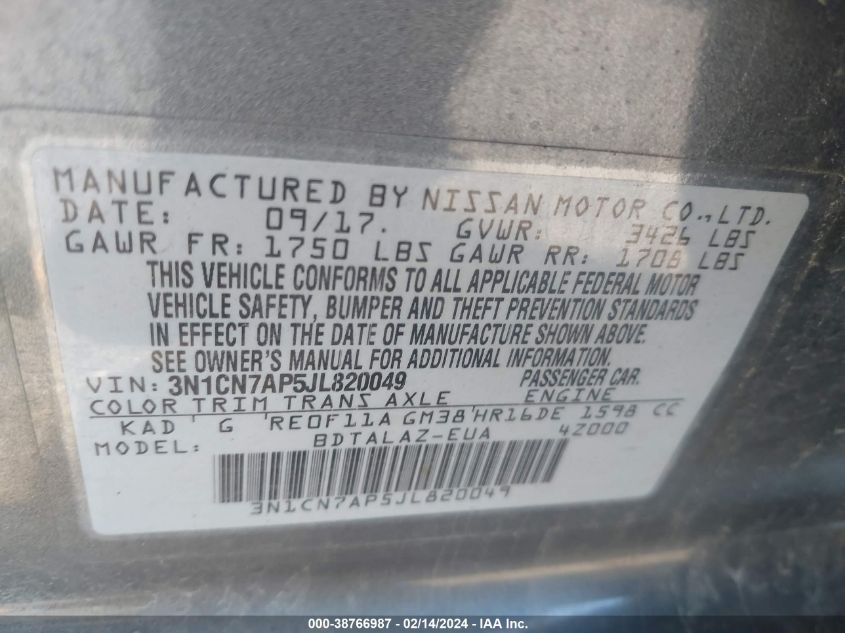 MANUFACTURED BY NISSAN MOTOR CO.,LTD.
DATE: 09/17. GVWR: 3426 LBS
GAWR FR: 1750 LBS GAWR RR: 1708 LBS
THIS VEHICLE CONFORMS TO ALL APPLICABLE FEDERAL MOTOR
VEHICLE SAFETY, BUMPER AND THEFT PREVENTION STANDARDS
IN EFFECT ON THE DATE OF MANUFACTURE SHOWN ABOVE.
SEE OWNER'S MANUAL FOR ADDITIONAL INFORMATION.
VIN: 3N1CN7AP5JL820049 PASSENGER CAR.
COLOR TRIM TRANS AXLE ENGINE
KAD G RE0F11A GM38 HR16DE 1598 CC
MODEL: BDTALAZ-EUA 42000
3N1CN7AP5JL820049
000-38766987 - 02/14/2024 - IAA Inc.